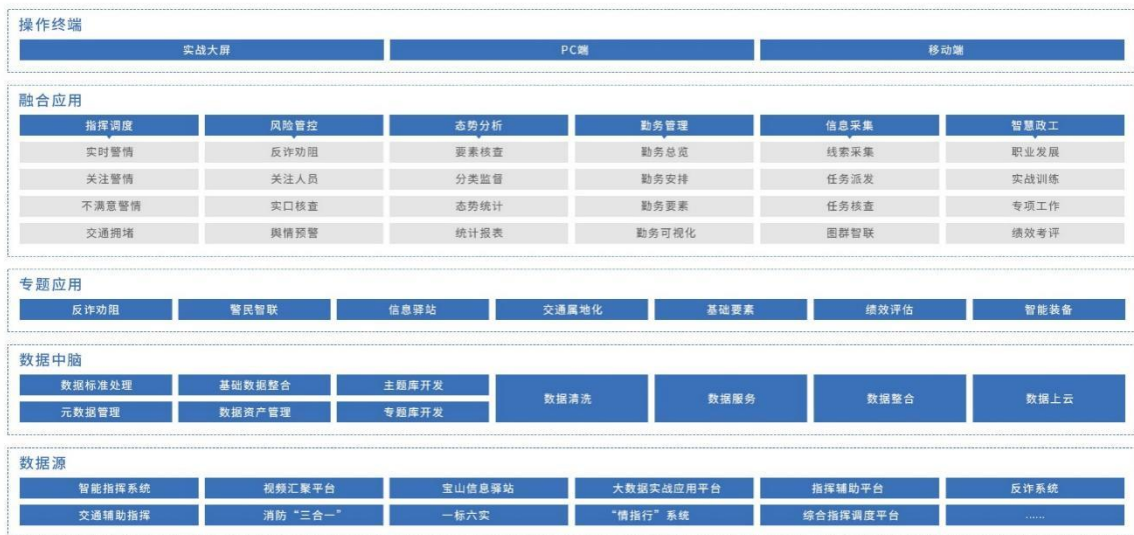 操作终端
实战大屏 PC端 移动端
融合应用
指挥调度 风险管控 态势分析 勤务管理 信息采集 智慧政工
实时警情 反诈劝阻 要素核查 勤务总览 线索采集 职业发展
关注警情 关注人员 分类监督 勤务安排 任务派发 实战训练
不满意警情 实口核查 态势统计 勤务要素 任务核查 专项工作
交通拥堵 舆情预警 统计报表 勤务可视化 图群智联 绩效考评
专题应用
反诈劝阻 警民智联 信息驿站 交通属地化 基础要素 绩效评估 智能装备
数据中脑
数据标准处理 基础数据整合 主题库开发
数据清洗 数据服务 数据整合 数据上云
元数据管理 数据资产管理 专题库开发
数据源
智能指挥系统 视频汇聚平台 宝山信息驿站 大数据实战应用平台 指挥辅助平台 反诈系统
交通辅助指挥 消防“三合一” 一标六实 “情指行”系统 综合指挥调度平台 ......